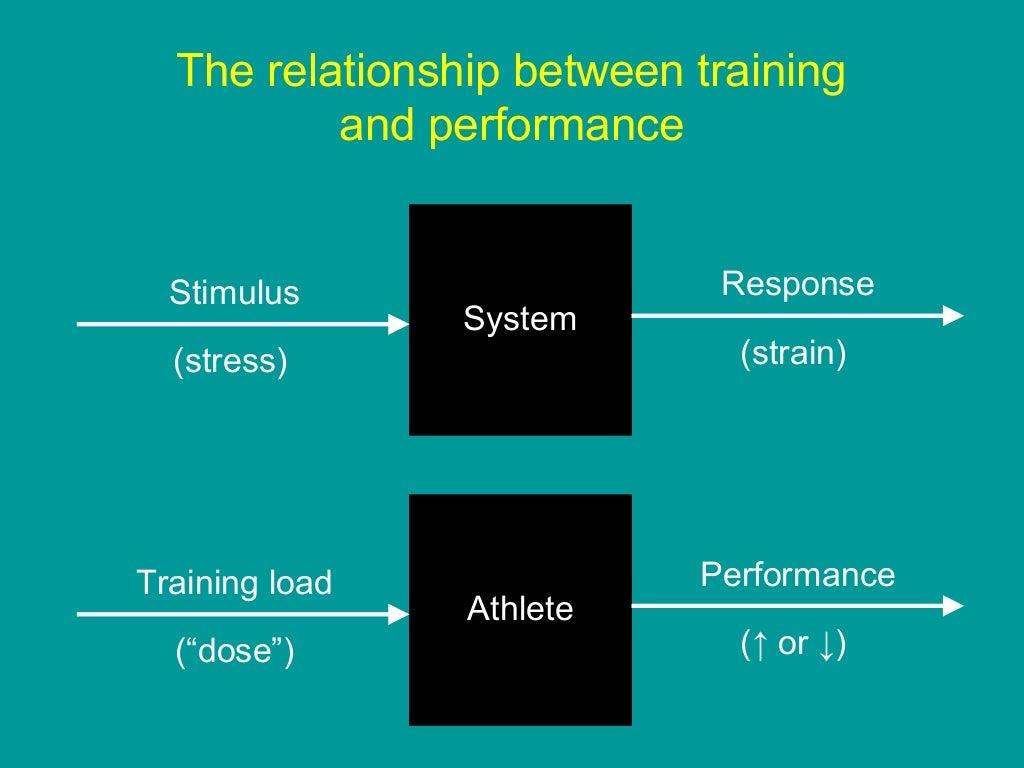 The relationship between training
and performance
Stimulus
(stress)
System
Response
(strain)
Training load
(“dose”)
Athlete
Performance
(↑ or ↓)